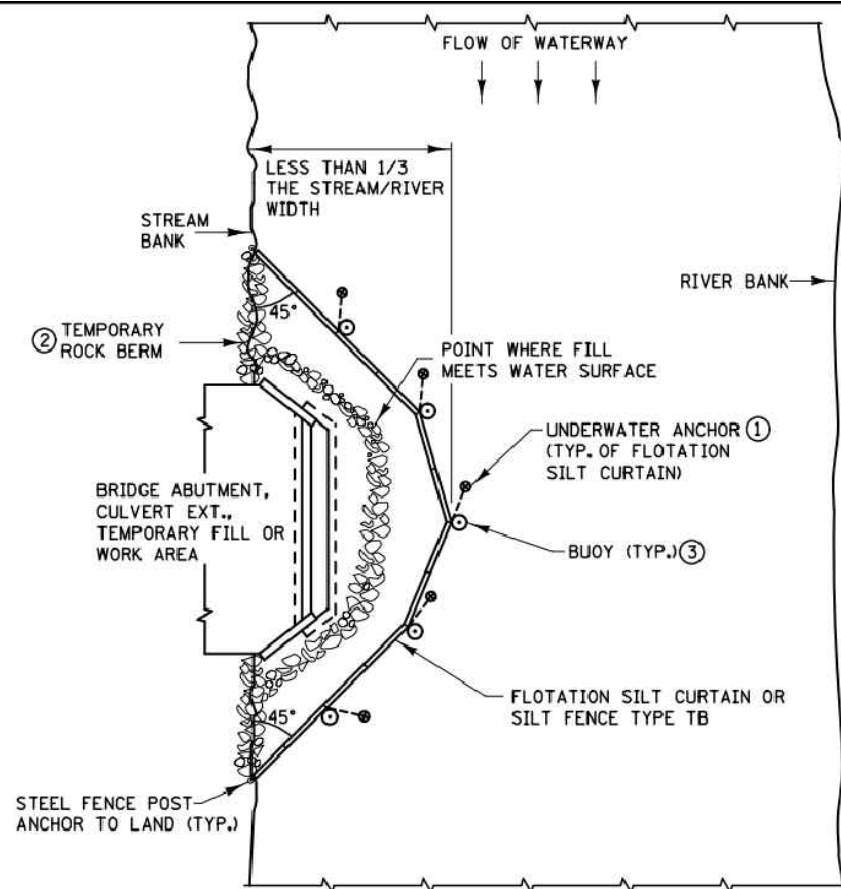 FLOW OF WATERWAY
LESS THAN 1/3
THE STREAM/RIVER
WIDTH
STREAM
BANK
RIVER BANK
45°
② TEMPORARY
ROCK BERM
POINT WHERE FILL
MEETS WATER SURFACE
UNDERWATER ANCHOR ①
(TYP. OF FLOTATION
SILT CURTAIN)
BRIDGE ABUTMENT,
CULVERT EXT.,
TEMPORARY FILL OR
WORK AREA
BUOY (TYP.) ③
FLOTATION SILT CURTAIN OR
SILT FENCE TYPE TB
45°
STEEL FENCE POST
ANCHOR TO LAND (TYP.)